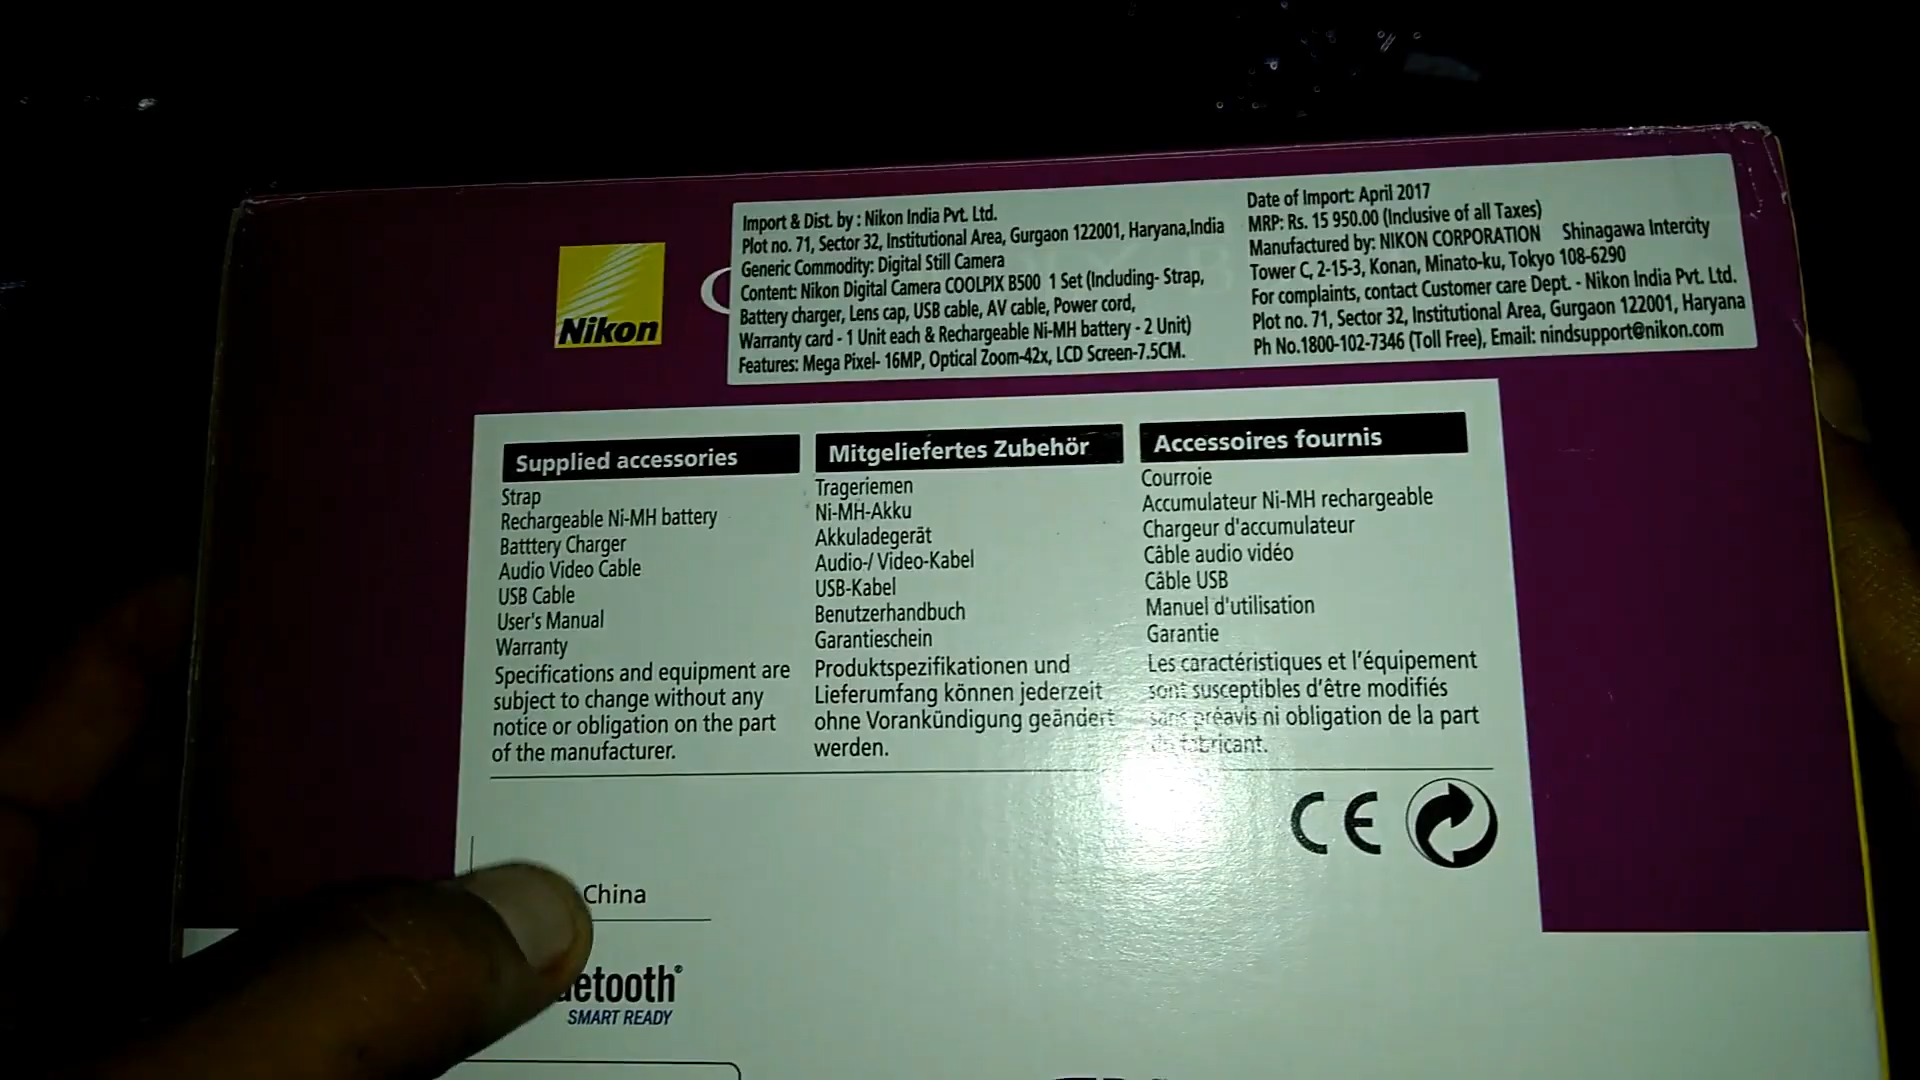 Nikon
Import & Dist. by : Nikon India Pvt. Ltd.
Plot no. 71, Sector 32, Institutional Area, Gurgaon 122001, Haryana,India
Generic Commodity: Digital Still Camera
Content: Nikon Digital Camera COOLPIX B500 1 Set (Including- Strap,
Battery charger, Lens cap, USB cable, AV cable, Power cord,
Warranty card - 1 Unit each & Rechargeable Ni-MH battery - 2 Unit)
Features: Mega Pixel- 16MP, Optical Zoom-42x, LCD Screen-7.5CM.
Date of Import: April 2017
MRP: Rs. 15 950.00 (Inclusive of all Taxes)
Manufactured by: NIKON CORPORATION Shinagawa Intercity
Tower C, 2-15-3, Konan, Minato-ku, Tokyo 108-6290
For complaints, contact Customer care Dept. - Nikon India Pvt. Ltd.
Plot no. 71, Sector 32, Institutional Area, Gurgaon 122001, Haryana
Ph No.1800-102-7346 (Toll Free), Email: nindsupport@nikon.com
Supplied accessories
Strap
Rechargeable Ni-MH battery
Batttery Charger
Audio Video Cable
USB Cable
User's Manual
Warranty
Specifications and equipment are
subject to change without any
notice or obligation on the part
of the manufacturer.
Mitgeliefertes Zubehör
Trageriemen
Ni-MH-Akku
Akkuladegerät
Audio-/ Video-Kabel
USB-Kabel
Benutzerhandbuch
Garantieschein
Produktspezifikationen und
Lieferumfang können jederzeit
ohne Vorankündigung geändert
werden.
Accessoires fournis
Courroie
Accumulateur Ni-MH rechargeable
Chargeur d'accumulateur
Câble audio vidéo
Câble USB
Manuel d'utilisation
Garantie
Les caractéristiques et l'équipement
sont susceptibles d'être modifiés
sans préavis ni obligation de la part
fabricant.
CE
China
etooth
SMART READY